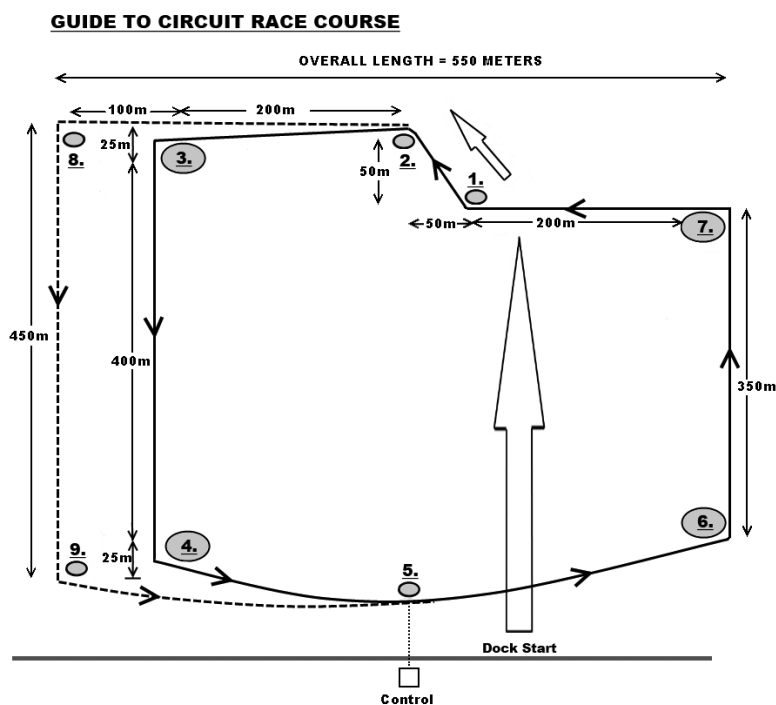 GUIDE TO CIRCUIT RACE COURSE
OVERALL LENGTH = 550 METERS
100m
200m
25m
8.
3.
2.
50m
1.
50m
200m
7.
450m
400m
350m
6.
4.
9.
25m
5.
Dock Start
Control